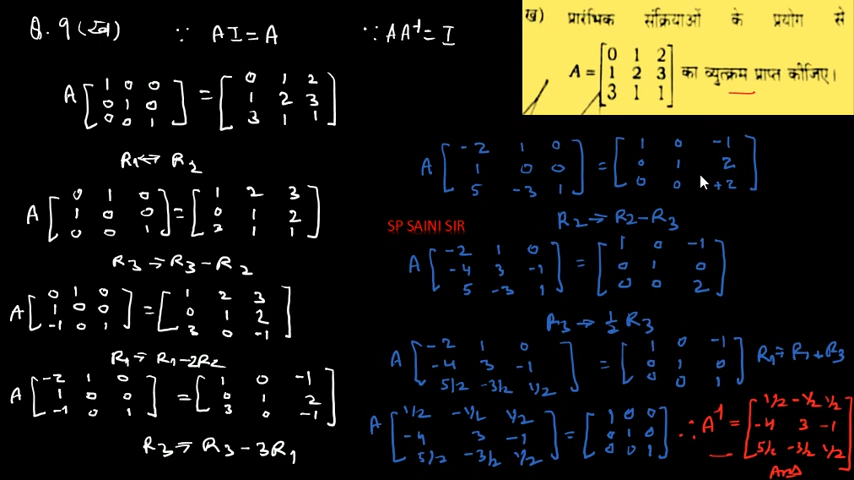 Q. 9 (ख) ∵ AI = A ∵ AA⁻¹ = I
ख) प्रारंभिक संक्रियाओं के प्रयोग से
A = [0 1 2; 1 2 3; 3 1 1] का व्युत्क्रम प्राप्त कीजिए।
A [1 0 0; 0 1 0; 0 0 1] = [0 1 2; 1 2 3; 3 1 1]
R₁ ↔ R₂
A [0 1 0; 1 0 0; 0 0 1] = [1 2 3; 0 1 2; 3 1 1]
R₃ → R₃ - R₂
A [0 1 0; 1 0 0; -1 0 1] = [1 2 3; 0 1 2; 3 0 -1]
R₁ → R₁ - 2R₂
A [-2 1 0; 1 0 0; -1 0 1] = [1 0 -1; 0 1 2; 3 0 -1]
R₃ → R₃ - 3R₁
A [-2 1 0; 1 0 0; 5 -3 1] = [1 0 -1; 0 1 2; 0 0 +2]
SP SAINI SIR
R₂ → R₂ - R₃
A [-2 1 0; -4 3 -1; 5 -3 1] = [1 0 -1; 0 1 0; 0 0 2]
R₃ → ½ R₃
A [-2 1 0; -4 3 -1; 5/2 -3/2 1/2] = [1 0 -1; 0 1 0; 0 0 1] R₁ → R₁ + R₃
A [1/2 -1/2 1/2; -4 3 -1; 5/2 -3/2 1/2] = [1 0 0; 0 1 0; 0 0 1] ∴ A⁻¹ = [1/2 -1/2 1/2; -4 3 -1; 5/2 -3/2 1/2]
Ans